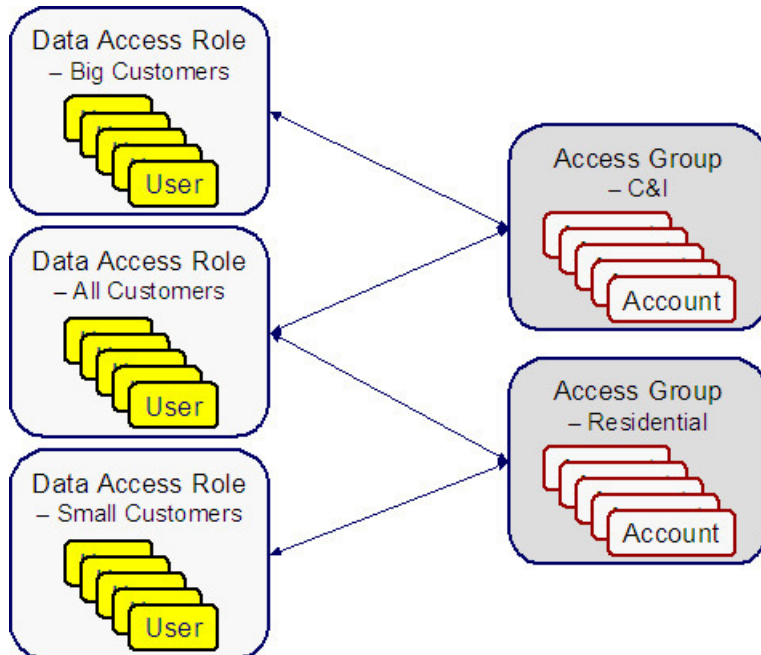 Data Access Role
– Big Customers
User
Data Access Role
– All Customers
User
Data Access Role
– Small Customers
User
Access Group
– C&I
Account
Access Group
– Residential
Account